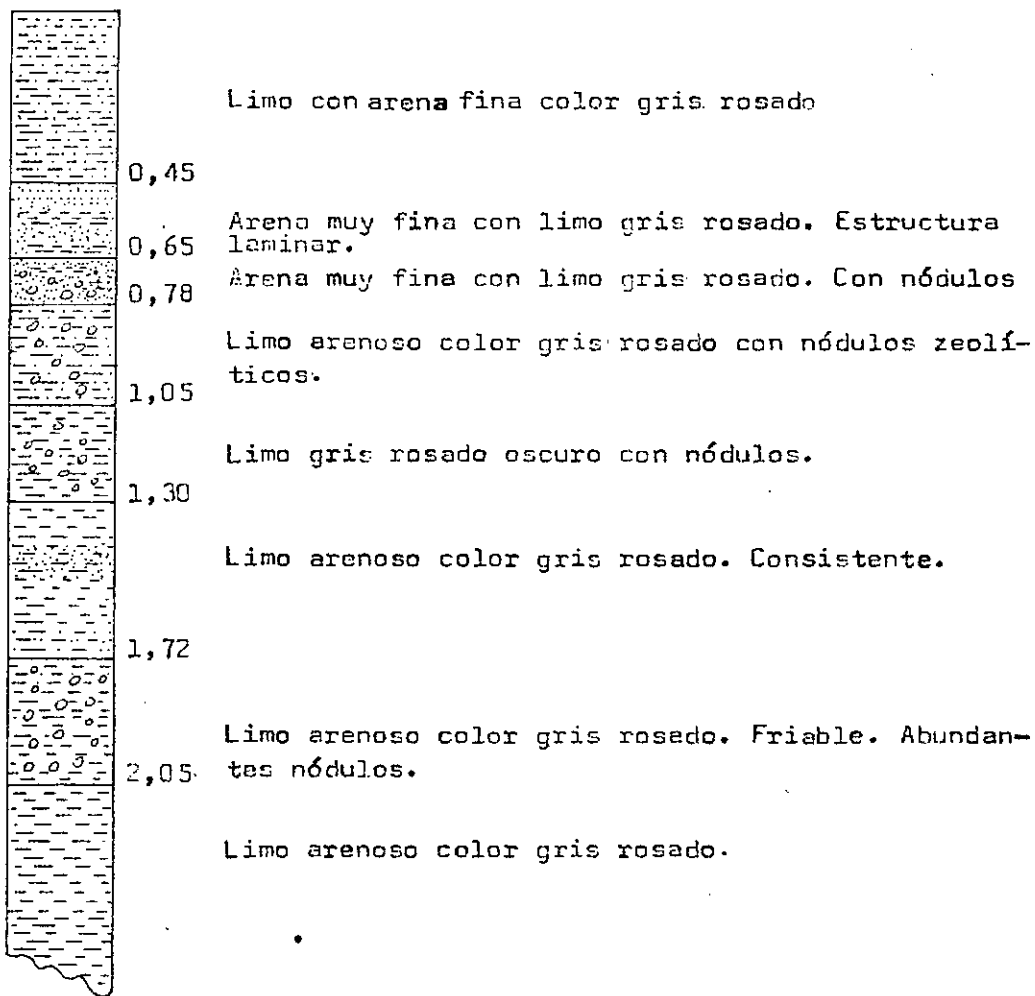 Limo con arena fina color gris rosado
0,45
Arena muy fina con limo gris rosado. Estructura
0,65 laminar.
Arena muy fina con limo gris rosado. Con nódulos
0,78
Limo arenoso color gris rosado con nódulos zeolí-
ticos.
1,05
Limo gris rosado oscuro con nódulos.
1,30
Limo arenoso color gris rosado. Consistente.
1,72
Limo arenoso color gris rosado. Friable. Abundan-
2,05 tes nódulos.
Limo arenoso color gris rosado.